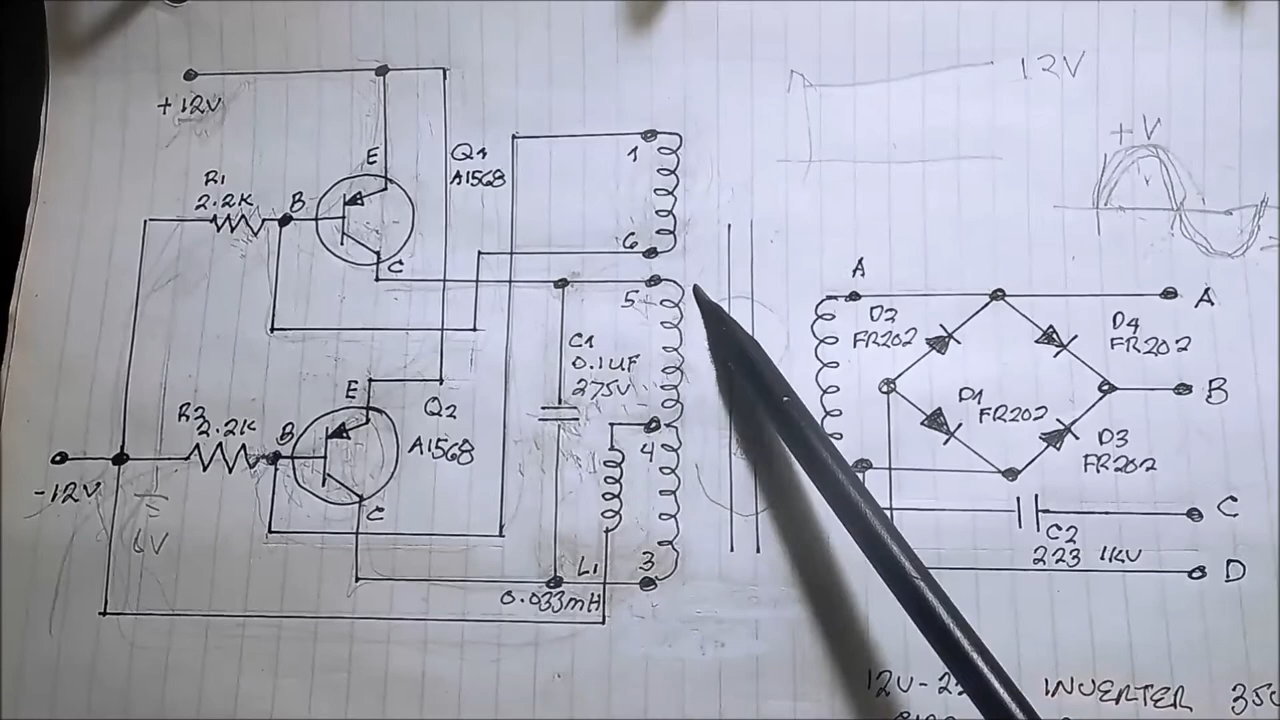 +12V
12V
+V
Q1
A1568
E
R1
2.2K
B
C
1
6
5
C1
0.1UF
275V
E
Q2
A1568
R2
2.2K
B
C
-12V
6V
4
3
L1
0.033mH
A
D2
FR202
D4
FR202
A
D1
FR202
B
D3
FR202
C
C2
223 1KV
D
INVERTER